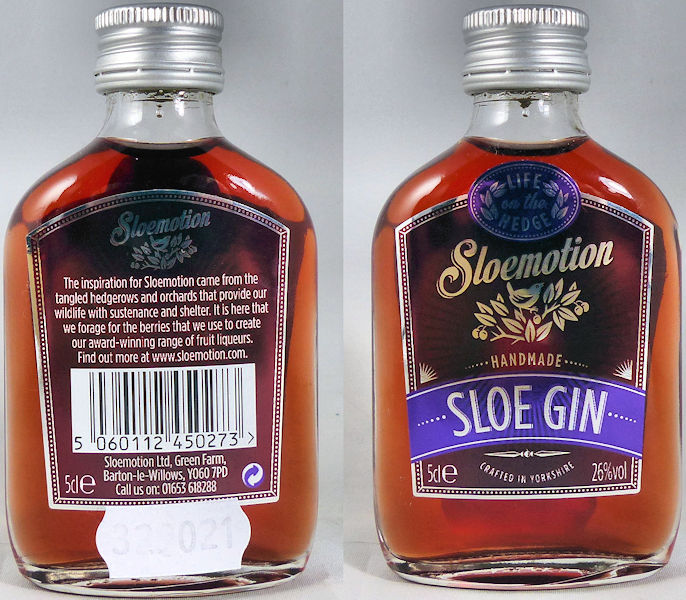 Sloemotion
The inspiration for Sloemotion came from the
tangled hedgerows and orchards that provide our
wildlife with sustenance and shelter. It is here that
we forage for the berries that we use to create
our award-winning range of fruit liqueurs.
Find out more at www.sloemotion.com.
5 060112 450273 >
Sloemotion Ltd, Green Farm,
5cl e Barton-le-Willows, YO60 7PD
Call us on: 01653 618288
LIFE
on the
HEDGE
Sloemotion
HANDMADE
SLOE GIN
5cl e CRAFTED IN YORKSHIRE 26%vol